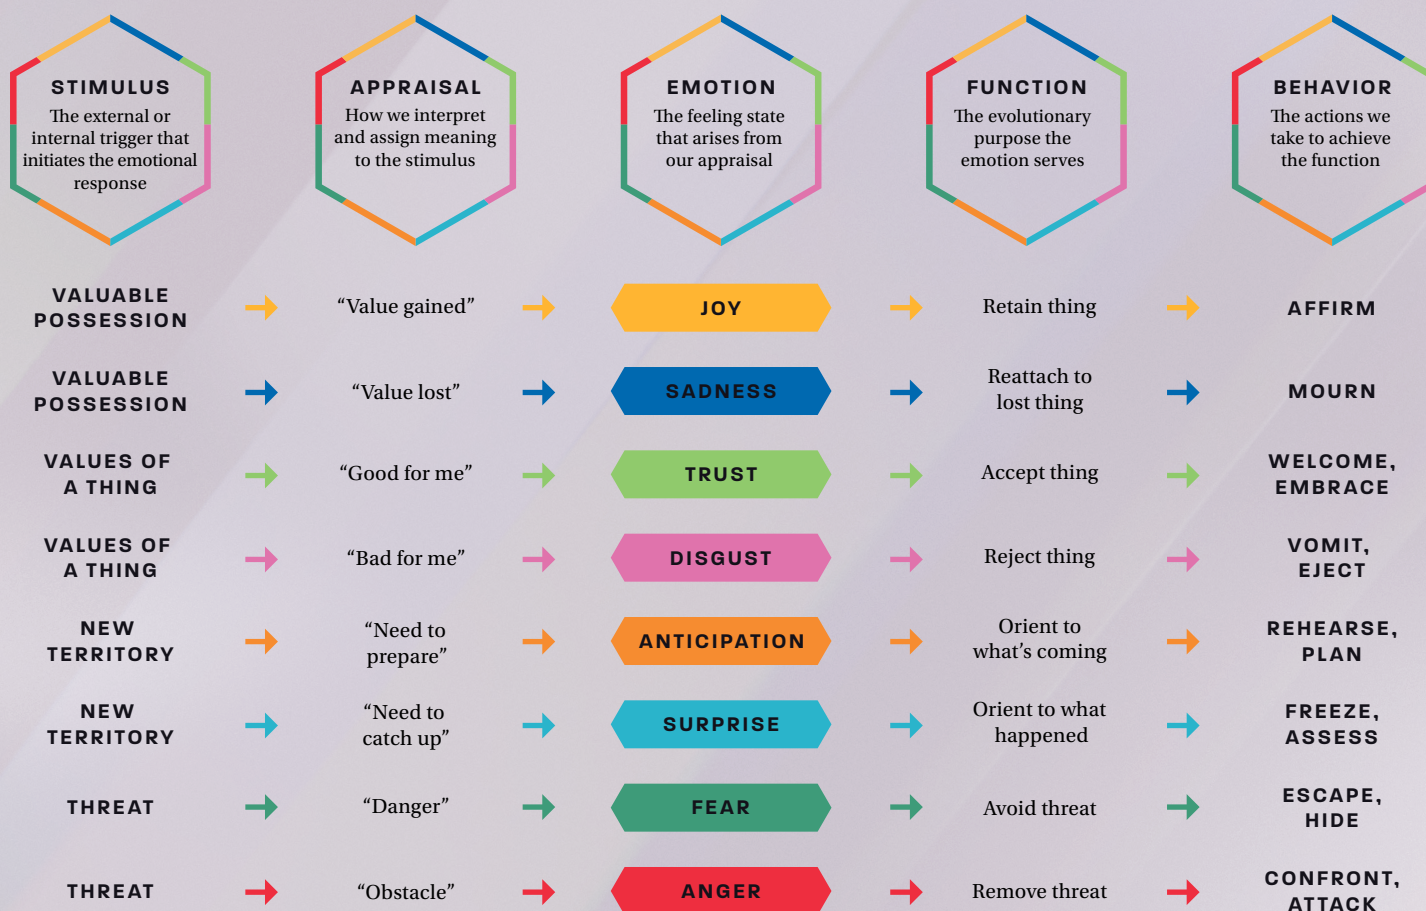 STIMULUS
The external or
internal trigger that
initiates the emotional
response
APPRAISAL
How we interpret
and assign meaning
to the stimulus
EMOTION
The feeling state
that arises from
our appraisal
FUNCTION
The evolutionary
purpose the
emotion serves
BEHAVIOR
The actions we
take to achieve
the function
VALUABLE
POSSESSION
“Value gained”
JOY
Retain thing
AFFIRM
VALUABLE
POSSESSION
“Value lost”
SADNESS
Reattach to
lost thing
MOURN
VALUES OF
A THING
“Good for me”
TRUST
Accept thing
WELCOME,
EMBRACE
VALUES OF
A THING
“Bad for me”
DISGUST
Reject thing
VOMIT,
EJECT
NEW
TERRITORY
“Need to
prepare”
ANTICIPATION
Orient to
what’s coming
REHEARSE,
PLAN
NEW
TERRITORY
“Need to
catch up”
SURPRISE
Orient to what
happened
FREEZE,
ASSESS
THREAT
“Danger”
FEAR
Avoid threat
ESCAPE,
HIDE
THREAT
“Obstacle”
ANGER
Remove threat
CONFRONT,
ATTACK